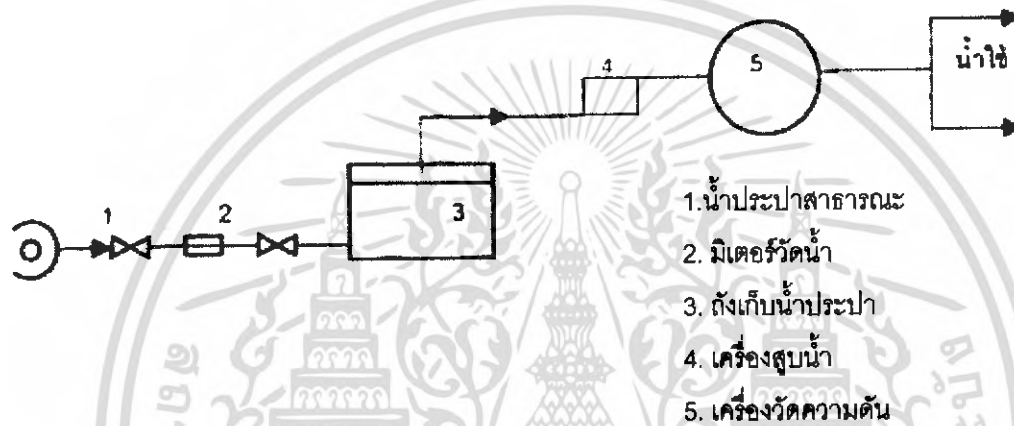 4
5
น้ำใช้
1
2
3
1.น้ำประปาสาธารณะ
2. มิเตอร์วัดน้ำ
3. ถังเก็บน้ำประปา
4. เครื่องสูบน้ำ
5. เครื่องวัดความดัน